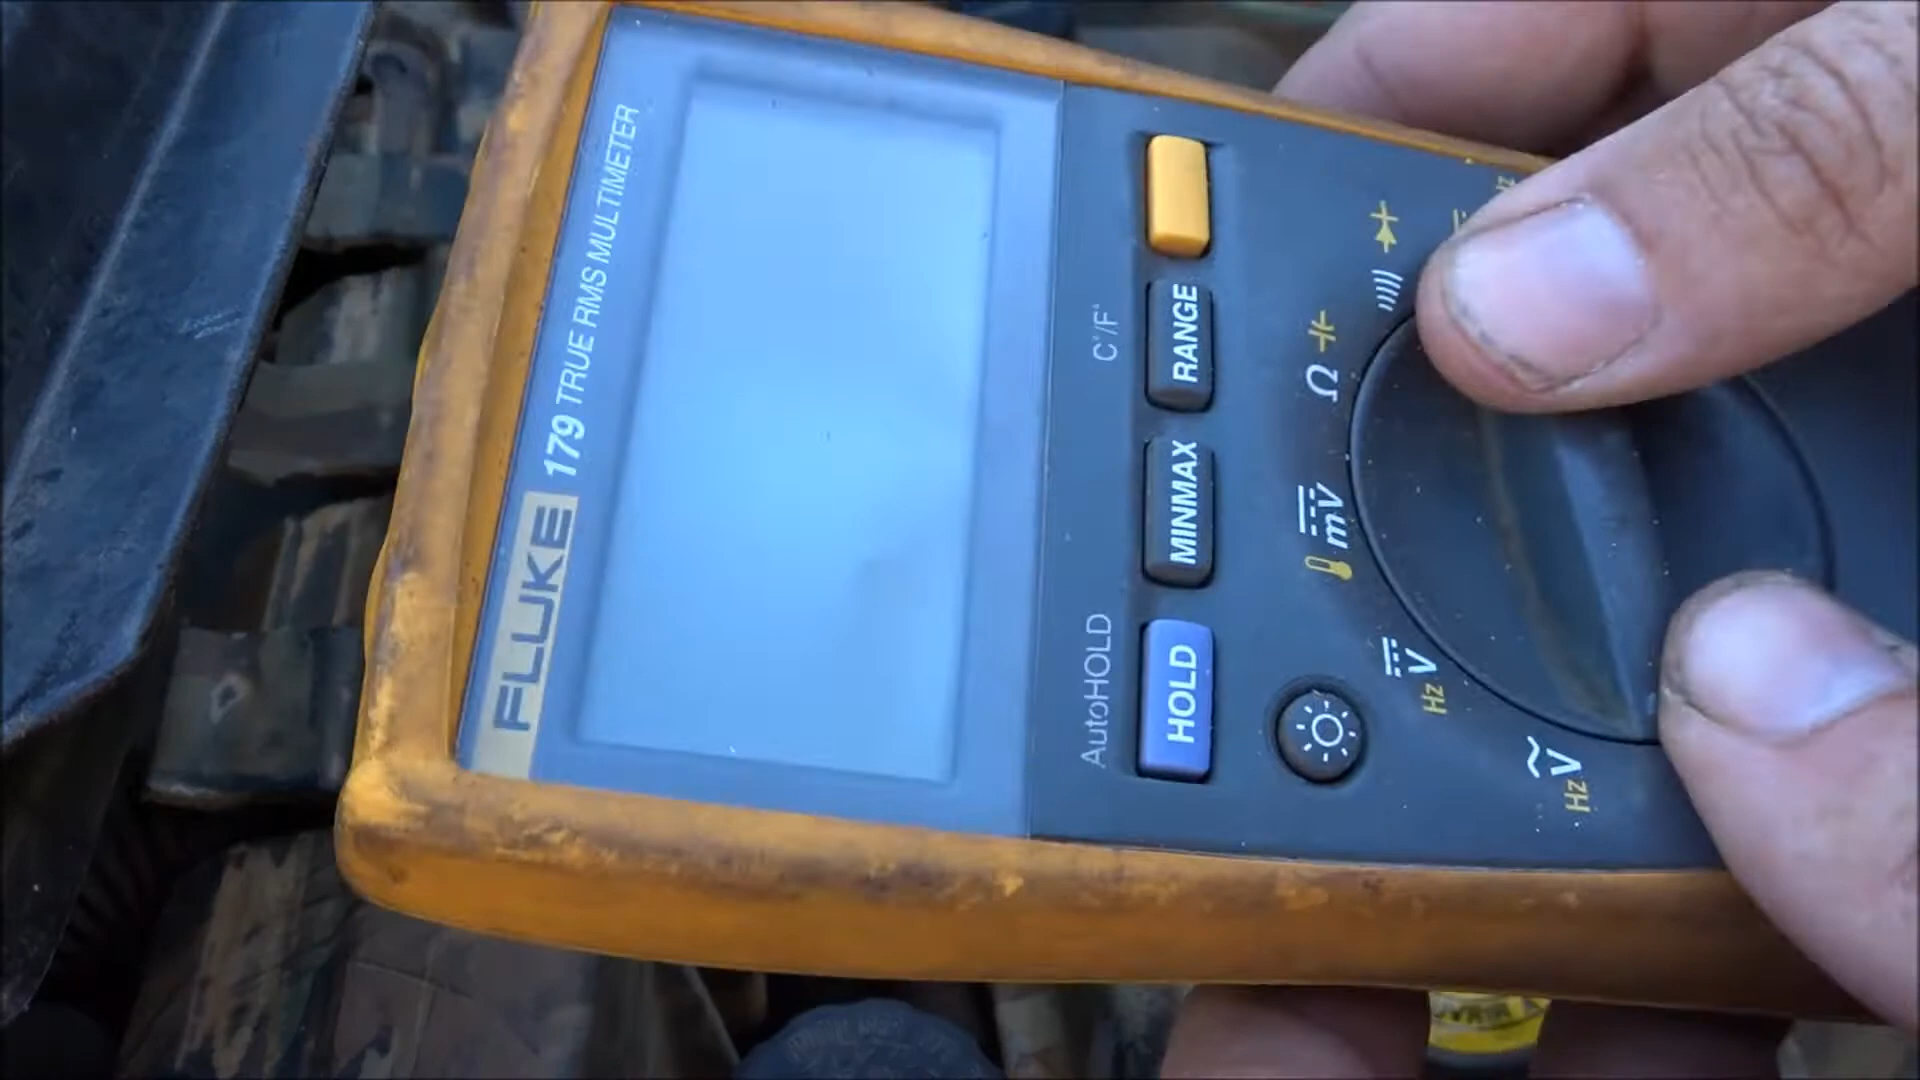 FLUKE 179 TRUE RMS MULTIMETER
C°/F°
AutoHOLD
RANGE
MINMAX
HOLD
Ω
mV
V
Hz
V
Hz